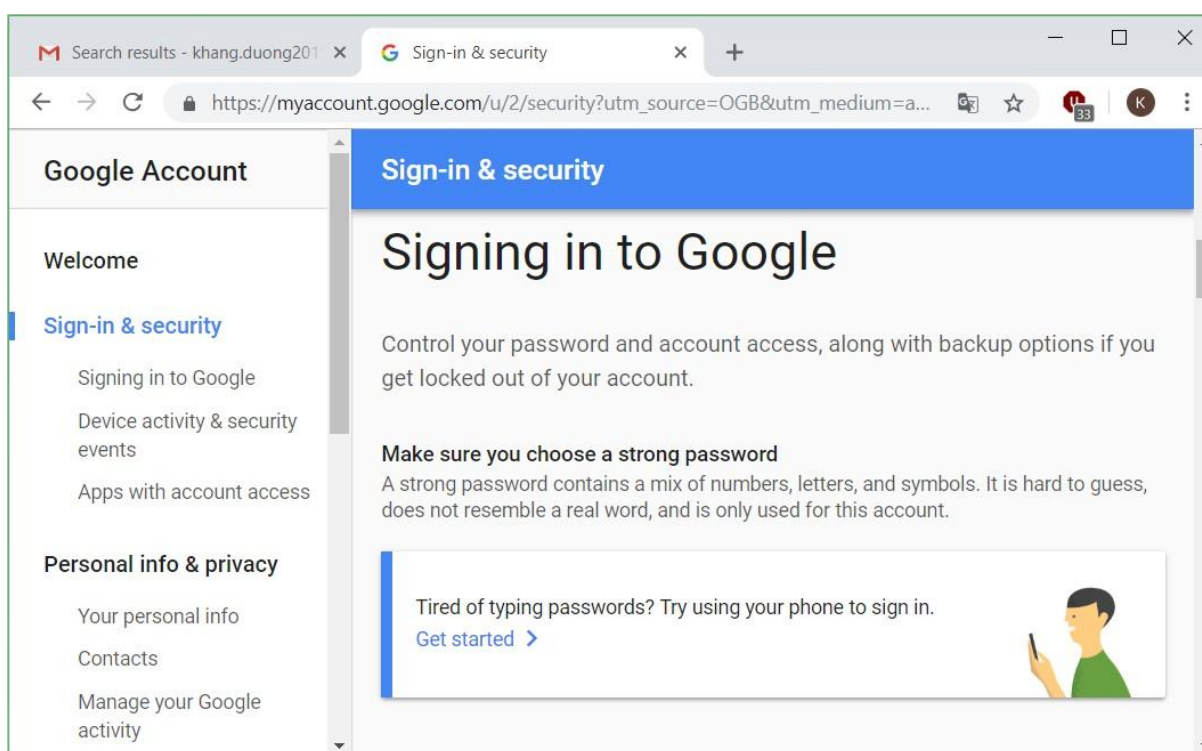 Search results - khang.duong201
Sign-in & security
https://myaccount.google.com/u/2/security?utm_source=OGB&utm_medium=a...
33
K
Google Account
Welcome
Sign-in & security
Signing in to Google
Device activity & security
events
Apps with account access
Personal info & privacy
Your personal info
Contacts
Manage your Google
activity
Sign-in & security
Signing in to Google
Control your password and account access, along with backup options if you
get locked out of your account.
Make sure you choose a strong password
A strong password contains a mix of numbers, letters, and symbols. It is hard to guess,
does not resemble a real word, and is only used for this account.
Tired of typing passwords? Try using your phone to sign in.
Get started